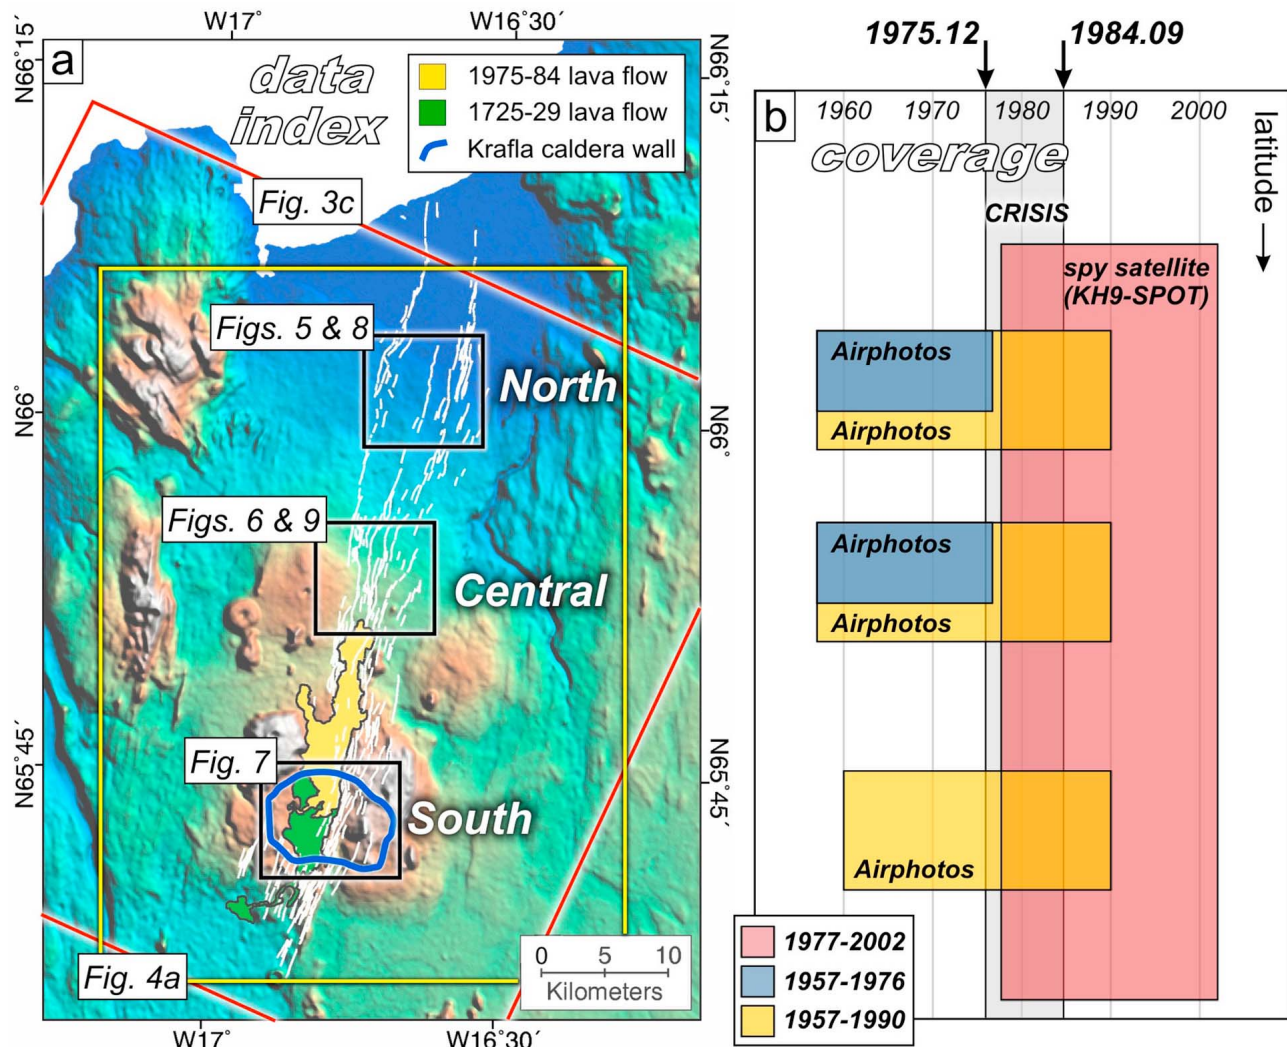 W17°
W16°30´
N66°15´
N66°15´
a
data
index
1975-84 lava flow
1725-29 lava flow
Krafla caldera wall
Fig. 3c
Figs. 5 & 8
North
N66°
N66°
Figs. 6 & 9
Central
N65°45´
N65°45´
Fig. 7
South
Fig. 4a
0 5 10
Kilometers
W17°
W16°30´
1975.12
1984.09
b
1960 1970 1980 1990 2000
coverage
latitude
CRISIS
spy satellite
(KH9-SPOT)
Airphotos
Airphotos
Airphotos
Airphotos
Airphotos
1977-2002
1957-1976
1957-1990